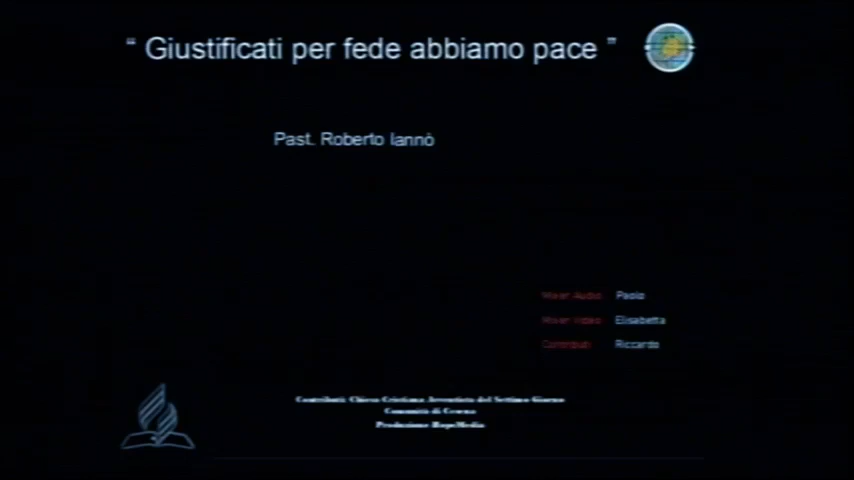 “ Giustificati per fede abbiamo pace ”
Past. Roberto Iannò
Mixer Audio Paolo
Mixer Video Elisabetta
Contributi Riccardo
Contributi: Chiesa Cristiana Avventista del Settimo Giorno
Comunità di Cesena
Produzione HopeMedia